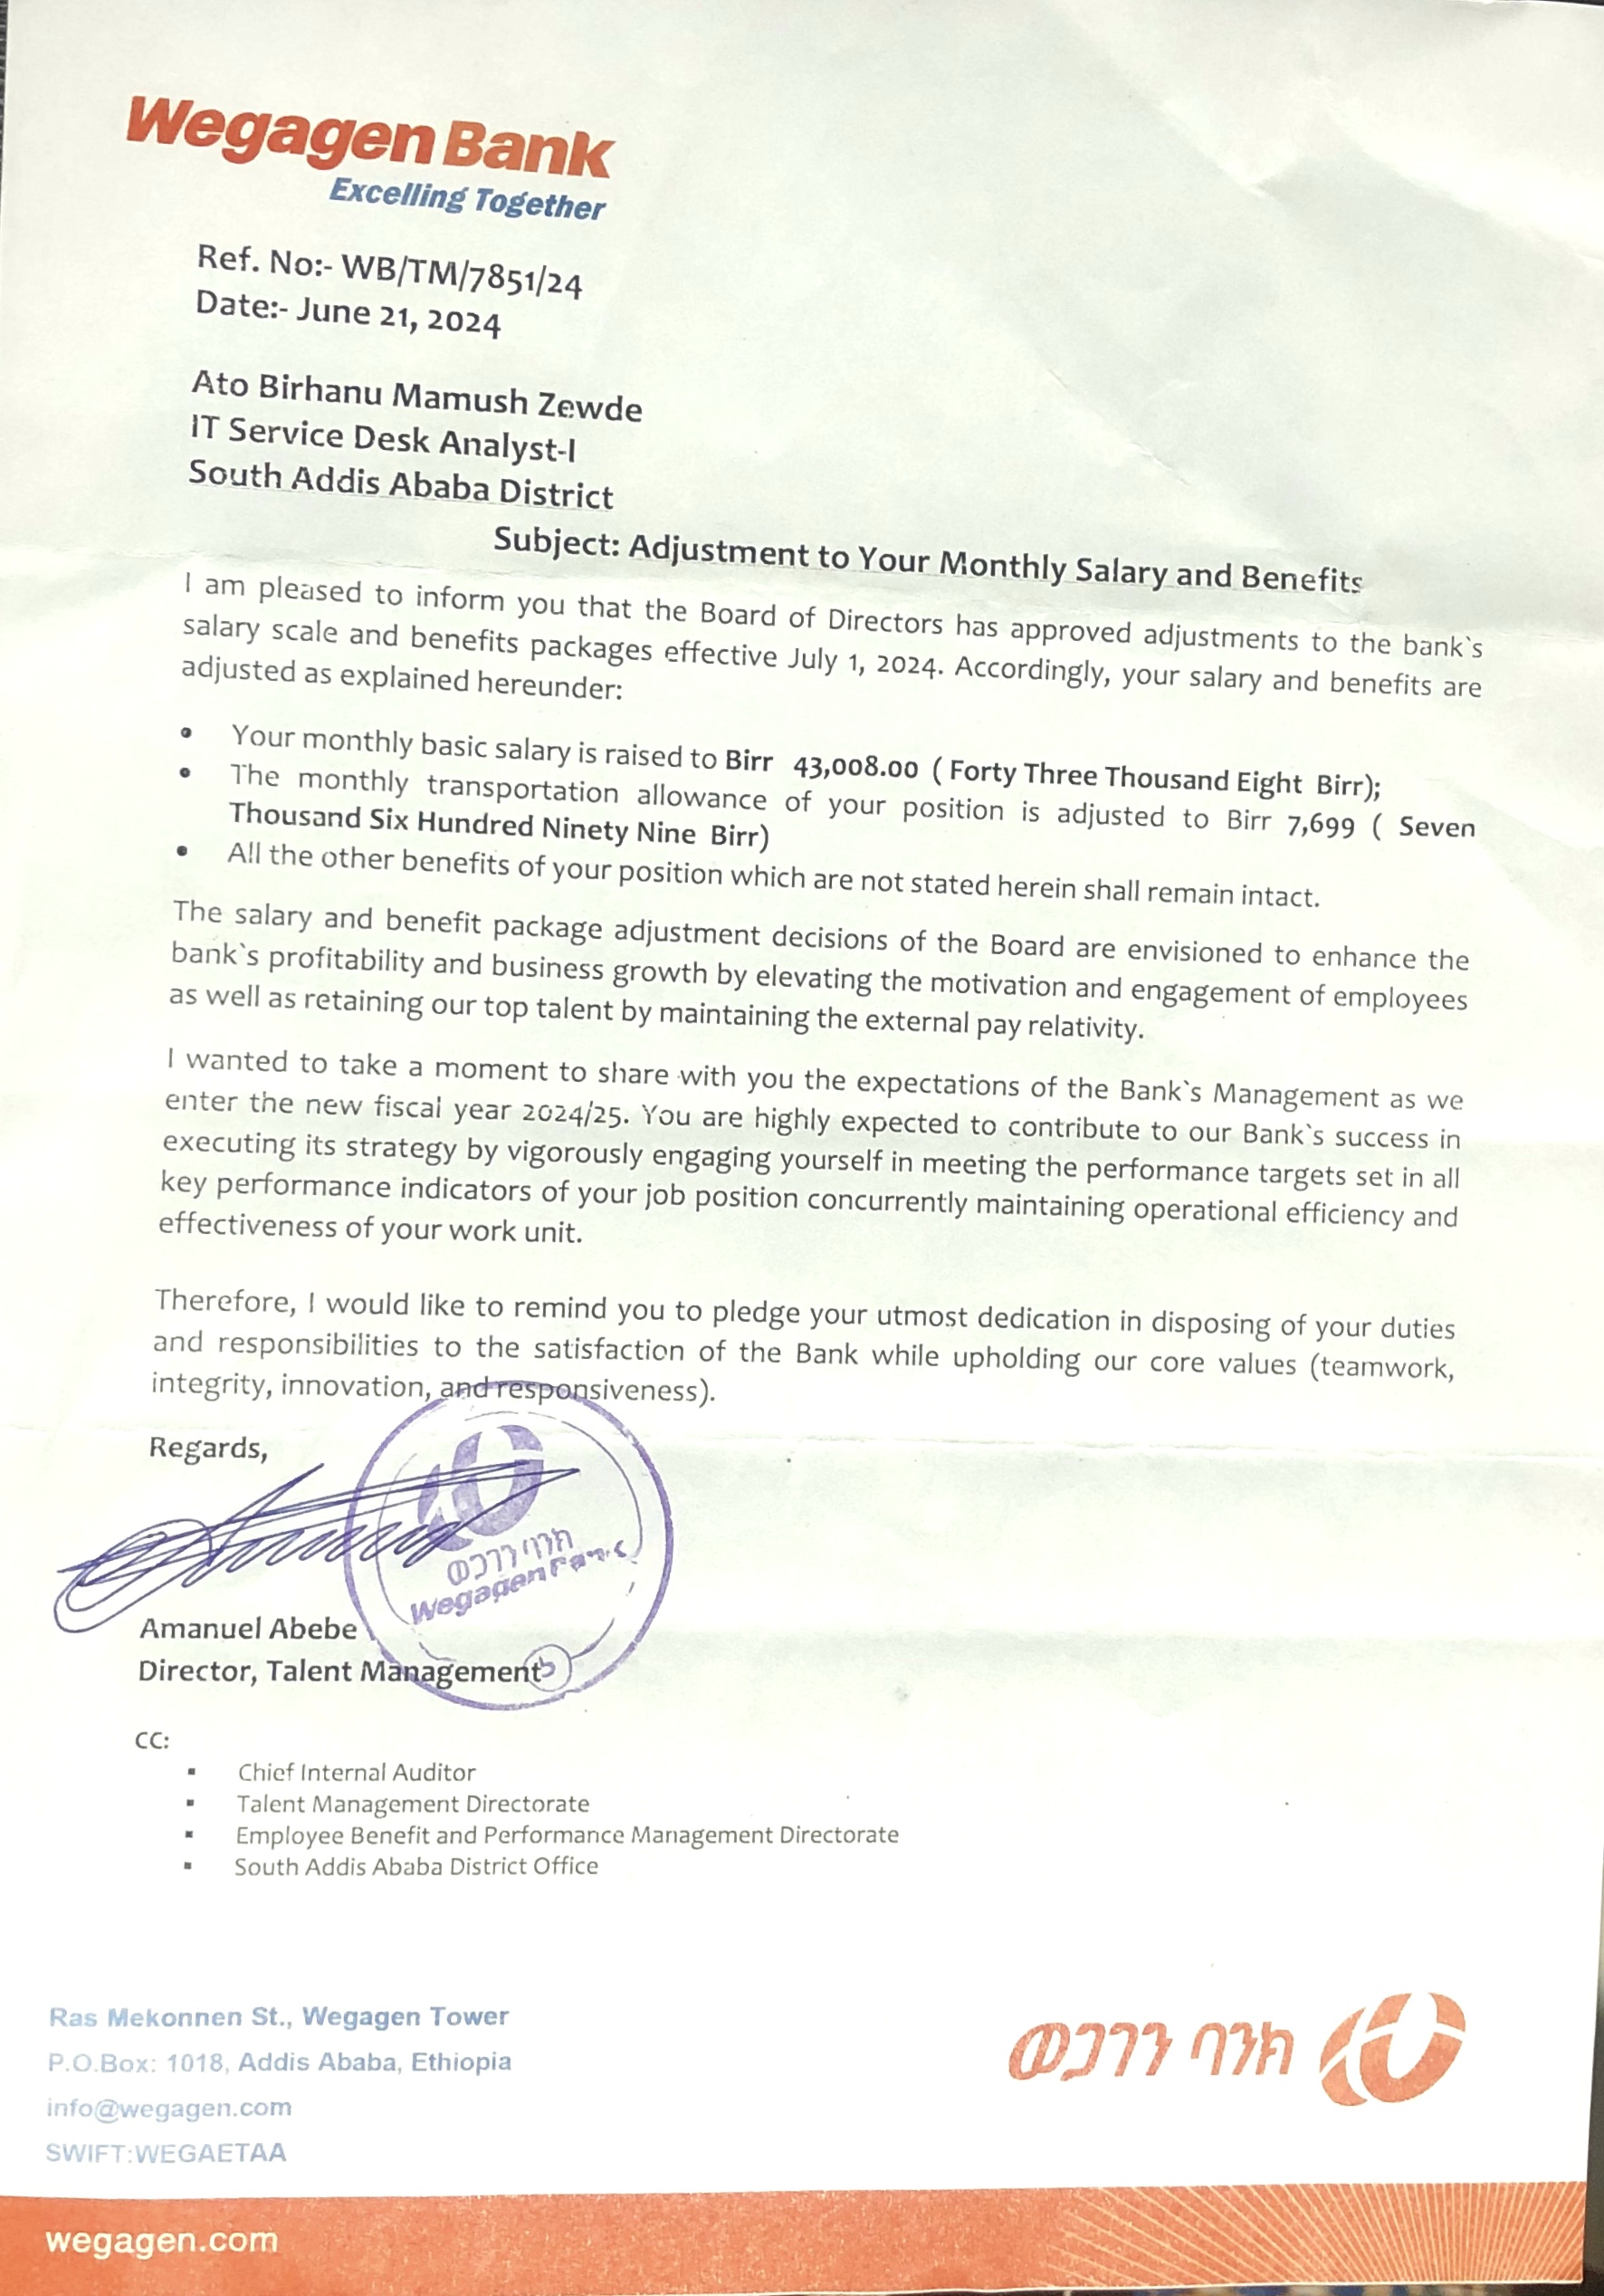 Wegagen Bank
Excelling Together
Ref. No:- WB/TM/7851/24
Date:- June 21, 2024
Ato Birhanu Mamush Zewde
IT Service Desk Analyst-I
South Addis Ababa District
Subject: Adjustment to Your Monthly Salary and Benefits
I am pleased to inform you that the Board of Directors has approved adjustments to the bank`s
salary scale and benefits packages effective July 1, 2024. Accordingly, your salary and benefits are
adjusted as explained hereunder:
• Your monthly basic salary is raised to Birr 43,008.00 ( Forty Three Thousand Eight Birr);
• The monthly transportation allowance of your position is adjusted to Birr 7,699 ( Seven
Thousand Six Hundred Ninety Nine Birr)
• All the other benefits of your position which are not stated herein shall remain intact.
The salary and benefit package adjustment decisions of the Board are envisioned to enhance the
bank`s profitability and business growth by elevating the motivation and engagement of employees
as well as retaining our top talent by maintaining the external pay relativity.
I wanted to take a moment to share with you the expectations of the Bank`s Management as we
enter the new fiscal year 2024/25. You are highly expected to contribute to our Bank`s success in
executing its strategy by vigorously engaging yourself in meeting the performance targets set in all
key performance indicators of your job position concurrently maintaining operational efficiency and
effectiveness of your work unit.
Therefore, I would like to remind you to pledge your utmost dedication in disposing of your duties
and responsibilities to the satisfaction of the Bank while upholding our core values (teamwork,
integrity, innovation, and responsiveness).
Regards,
ወጋገን ባንክ
Wegagen Bank
Amanuel Abebe
Director, Talent Management
CC:
▪ Chief Internal Auditor
▪ Talent Management Directorate
▪ Employee Benefit and Performance Management Directorate
▪ South Addis Ababa District Office
Ras Mekonnen St., Wegagen Tower
P.O.Box: 1018, Addis Ababa, Ethiopia
info@wegagen.com
SWIFT:WEGAETAA
ወጋገን ባንክ
wegagen.com